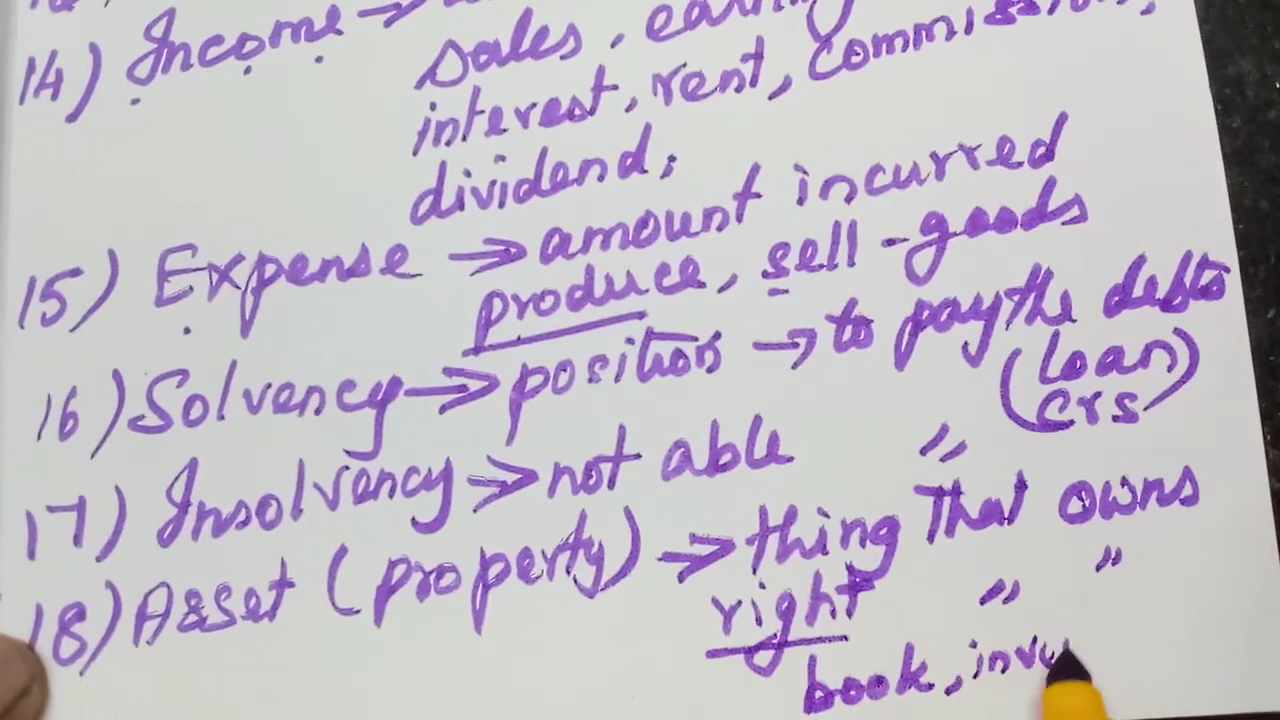 14) Income →
sales, earning
interest, rent, commission,
dividend;
15) Expense → amount incurred
produce, sell - goods
16) Solvency → position → to pay the debts
(loan
crs)
17) Insolvency → not able 〃
18) Asset (property) → thing that owns
right 〃 〃
book, inve